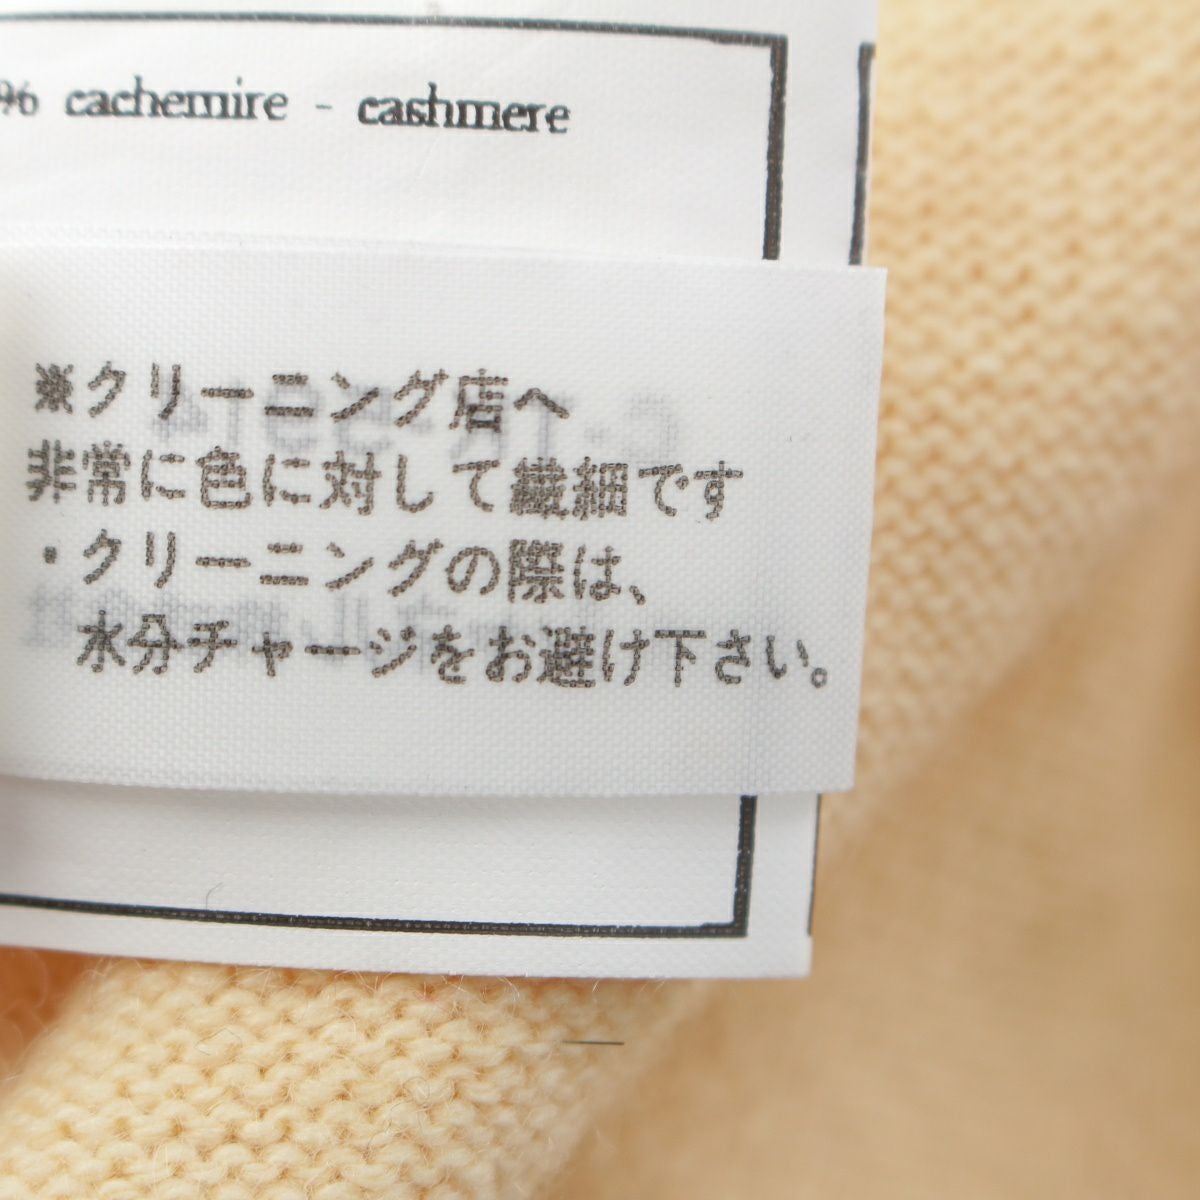 % cachemire - cashmere
※クリーニング店へ
非常に色に対して繊細です
・クリーニングの際は、
水分チャージをお避け下さい。